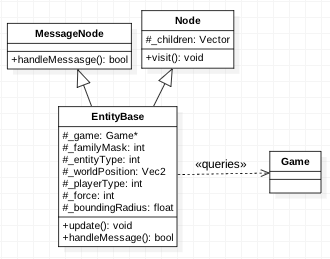 MessageNode
+handleMessasge(): bool
Node
#_children: Vector
+visit(): void
EntityBase
#_game: Game*
#_familyMask: int
#_entityType: int
#_worldPosition: Vec2
#_playerType: int
#_force: int
#_boundingRadius: float
+update(): void
+handleMessage(): bool
«queries»
Game